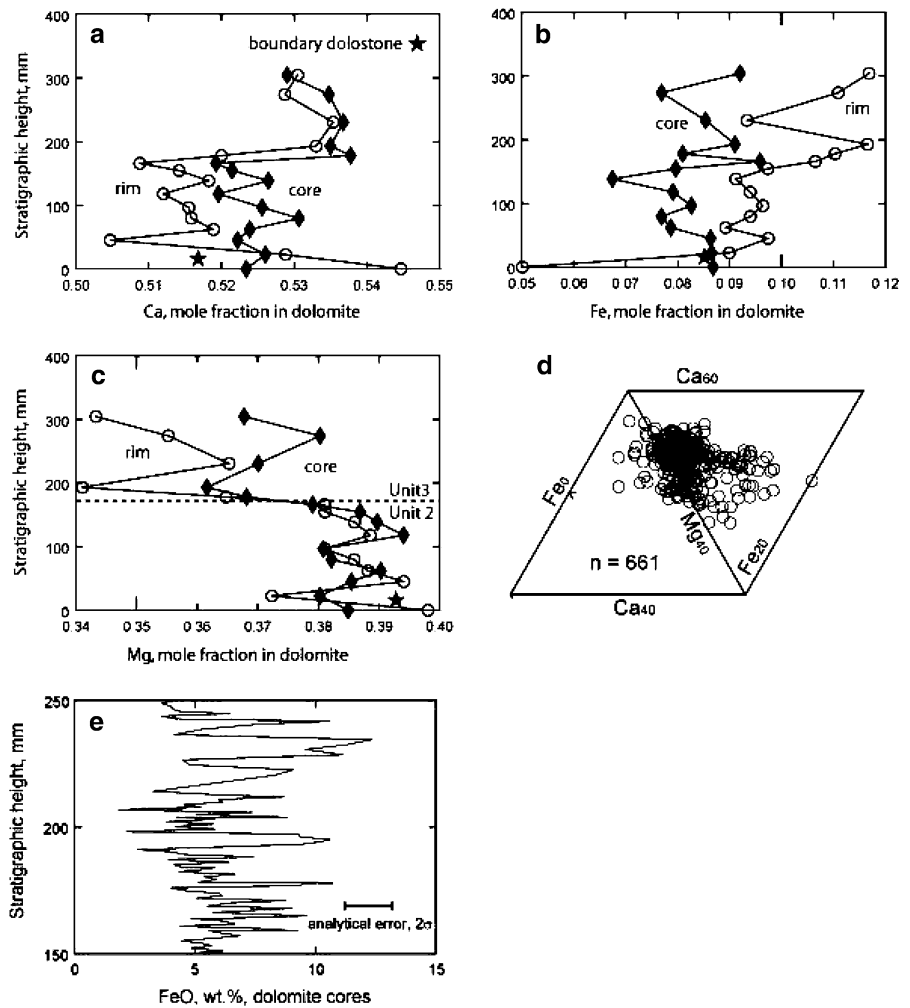 a
boundary dolostone ★
400
300
200
100
0
Stratigraphic height, mm
rim
core
0.50 0.51 0.52 0.53 0.54 0.55
Ca, mole fraction in dolomite
b
400
300
200
100
0
core
rim
0.05 0.06 0.07 0.08 0.09 0.10 0.11 0.12
Fe, mole fraction in dolomite
c
400
300
200
100
0
Stratigraphic height, mm
rim
core
Unit3
Unit 2
0.34 0.35 0.36 0.37 0.38 0.39 0.40
Mg, mole fraction in dolomite
d
Ca60
Fe0
Mg40
Fe20
n = 661
Ca40
e
250
200
150
Stratigraphic height, mm
analytical error, 2σ
0 5 10 15
FeO, wt.%, dolomite cores